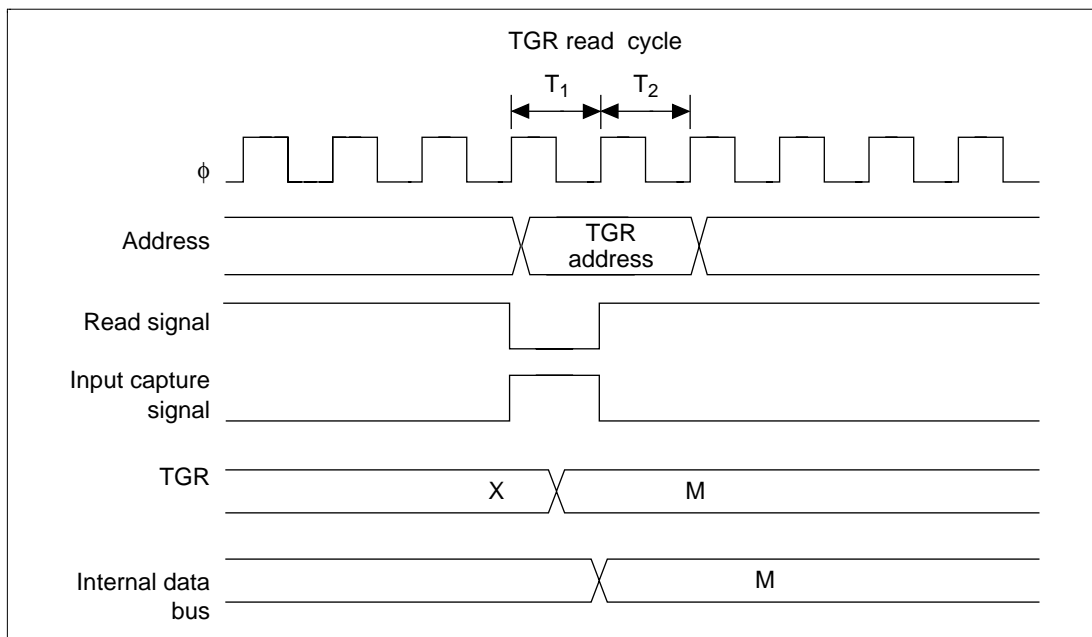 TGR read cycle
T1 T2
ϕ
Address
TGR
address
Read signal
Input capture
signal
TGR
X M
Internal data
bus
M